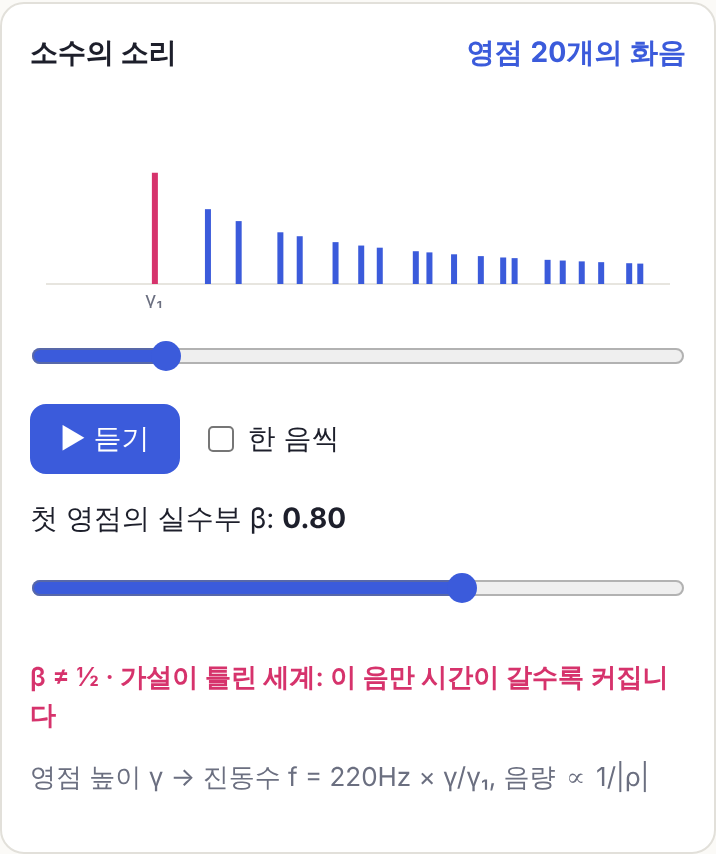 소수의 소리
영점 20개의 화음
γ₁
▶ 듣기
한 음씩
첫 영점의 실수부 β: 0.80
β ≠ ½ · 가설이 틀린 세계: 이 음만 시간이 갈수록 커집니
다
영점 높이 γ → 진동수 f = 220Hz × γ/γ₁, 음량 ∝ 1/|ρ|